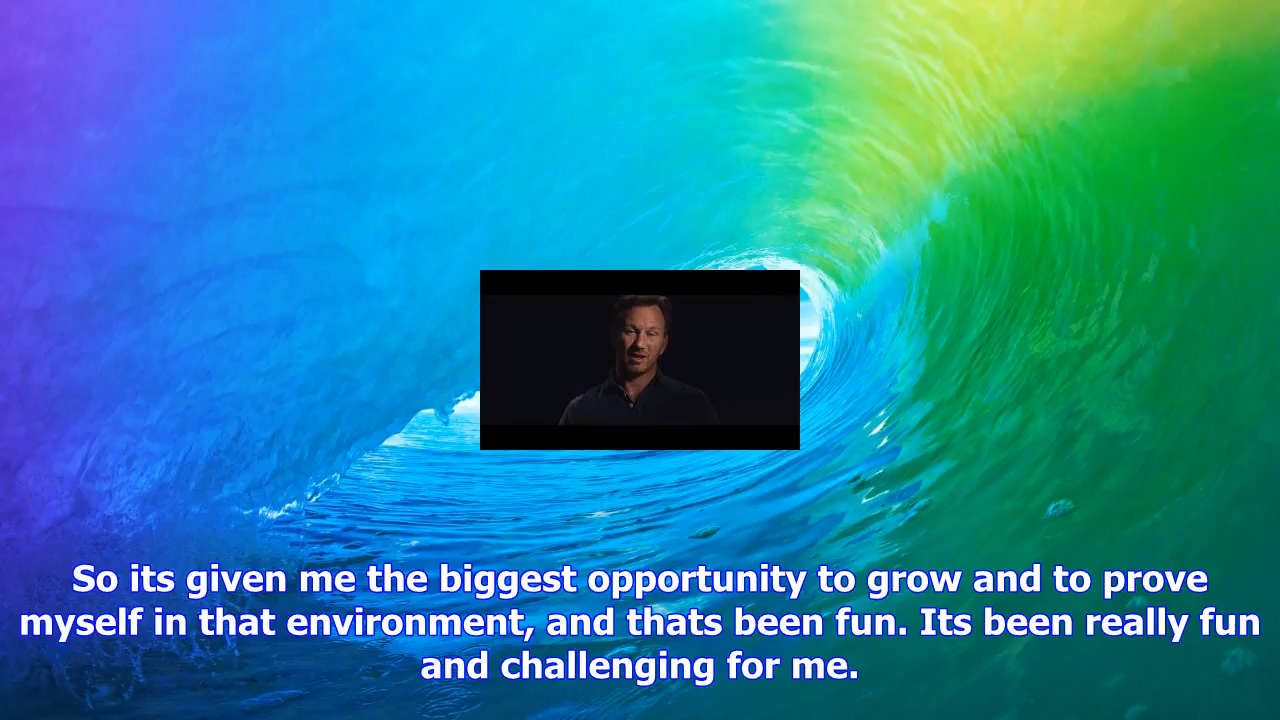 So its given me the biggest opportunity to grow and to prove
myself in that environment, and thats been fun. Its been really fun
and challenging for me.